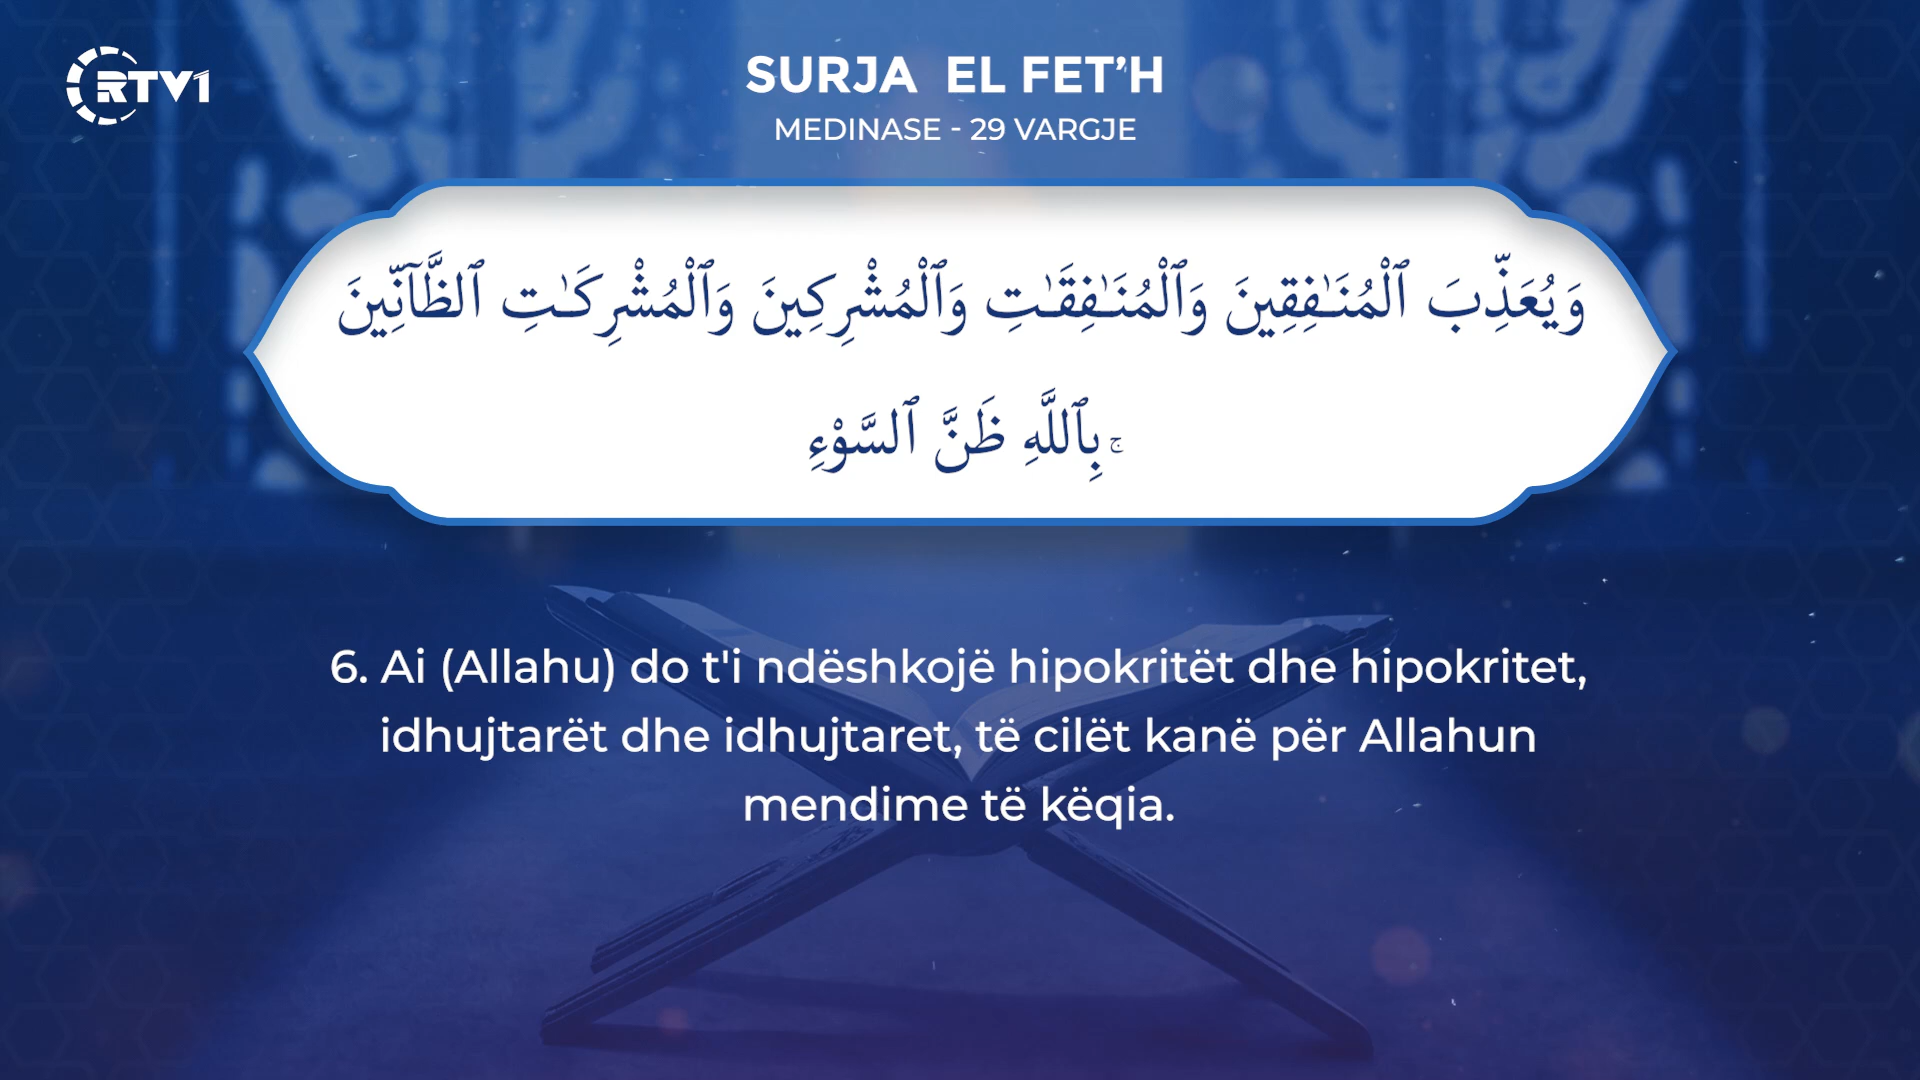 RTV1
SURJA EL FET’H
MEDINASE - 29 VARGJE
وَيُعَذِّبَ ٱلْمُنَـٰفِقِينَ وَٱلْمُنَـٰفِقَـٰتِ وَٱلْمُشْرِكِينَ وَٱلْمُشْرِكَـٰتِ ٱلظَّآنِّينَ
ۚ بِٱللَّهِ ظَنَّ ٱلسَّوْءِ
6. Ai (Allahu) do t'i ndëshkojë hipokritët dhe hipokritet,
idhujtarët dhe idhujtaret, të cilët kanë për Allahun
mendime të këqia.